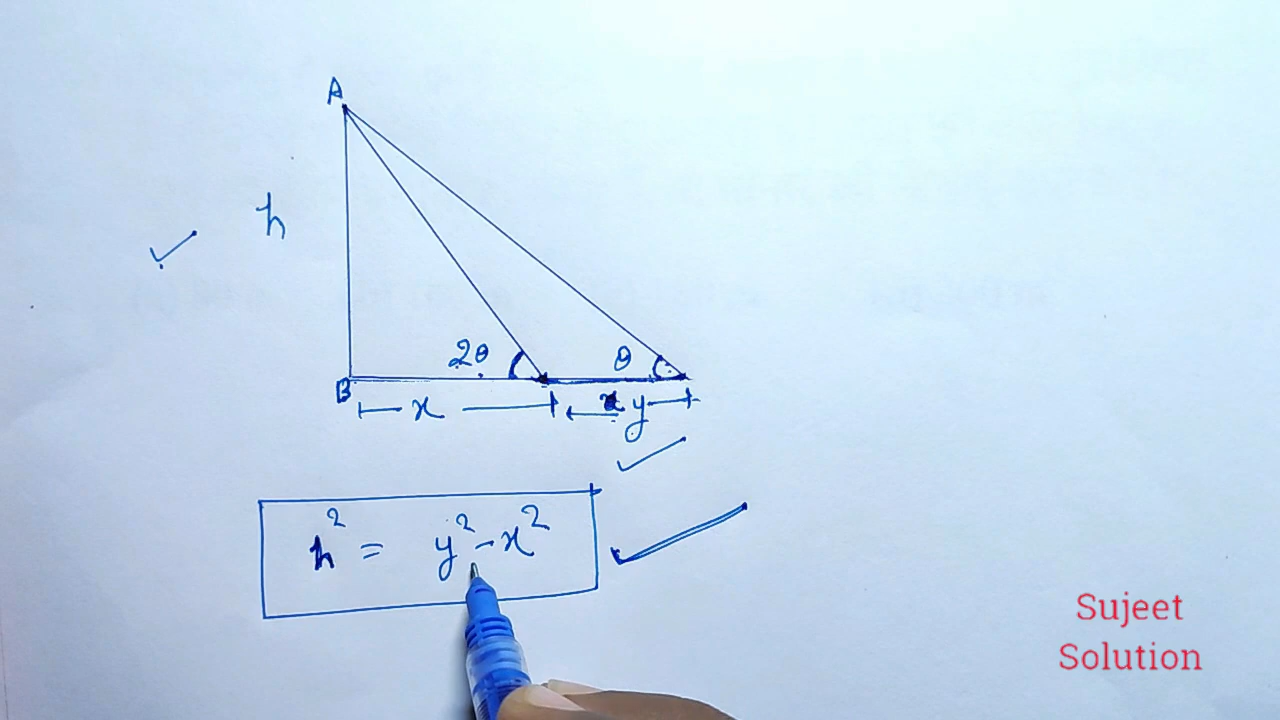 A
h
2θ θ
B
x y
h² = y² - x²
Sujeet
Solution